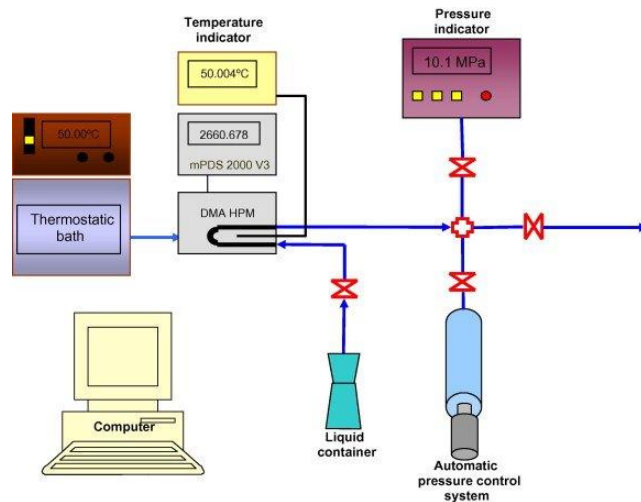 Temperature
indicator
Pressure
indicator
50.004ºC
10.1 MPa
50.00ºC
2660.678
mPDS 2000 V3
Thermostatic
bath
DMA HPM
Computer
Liquid
container
Automatic
pressure control
system